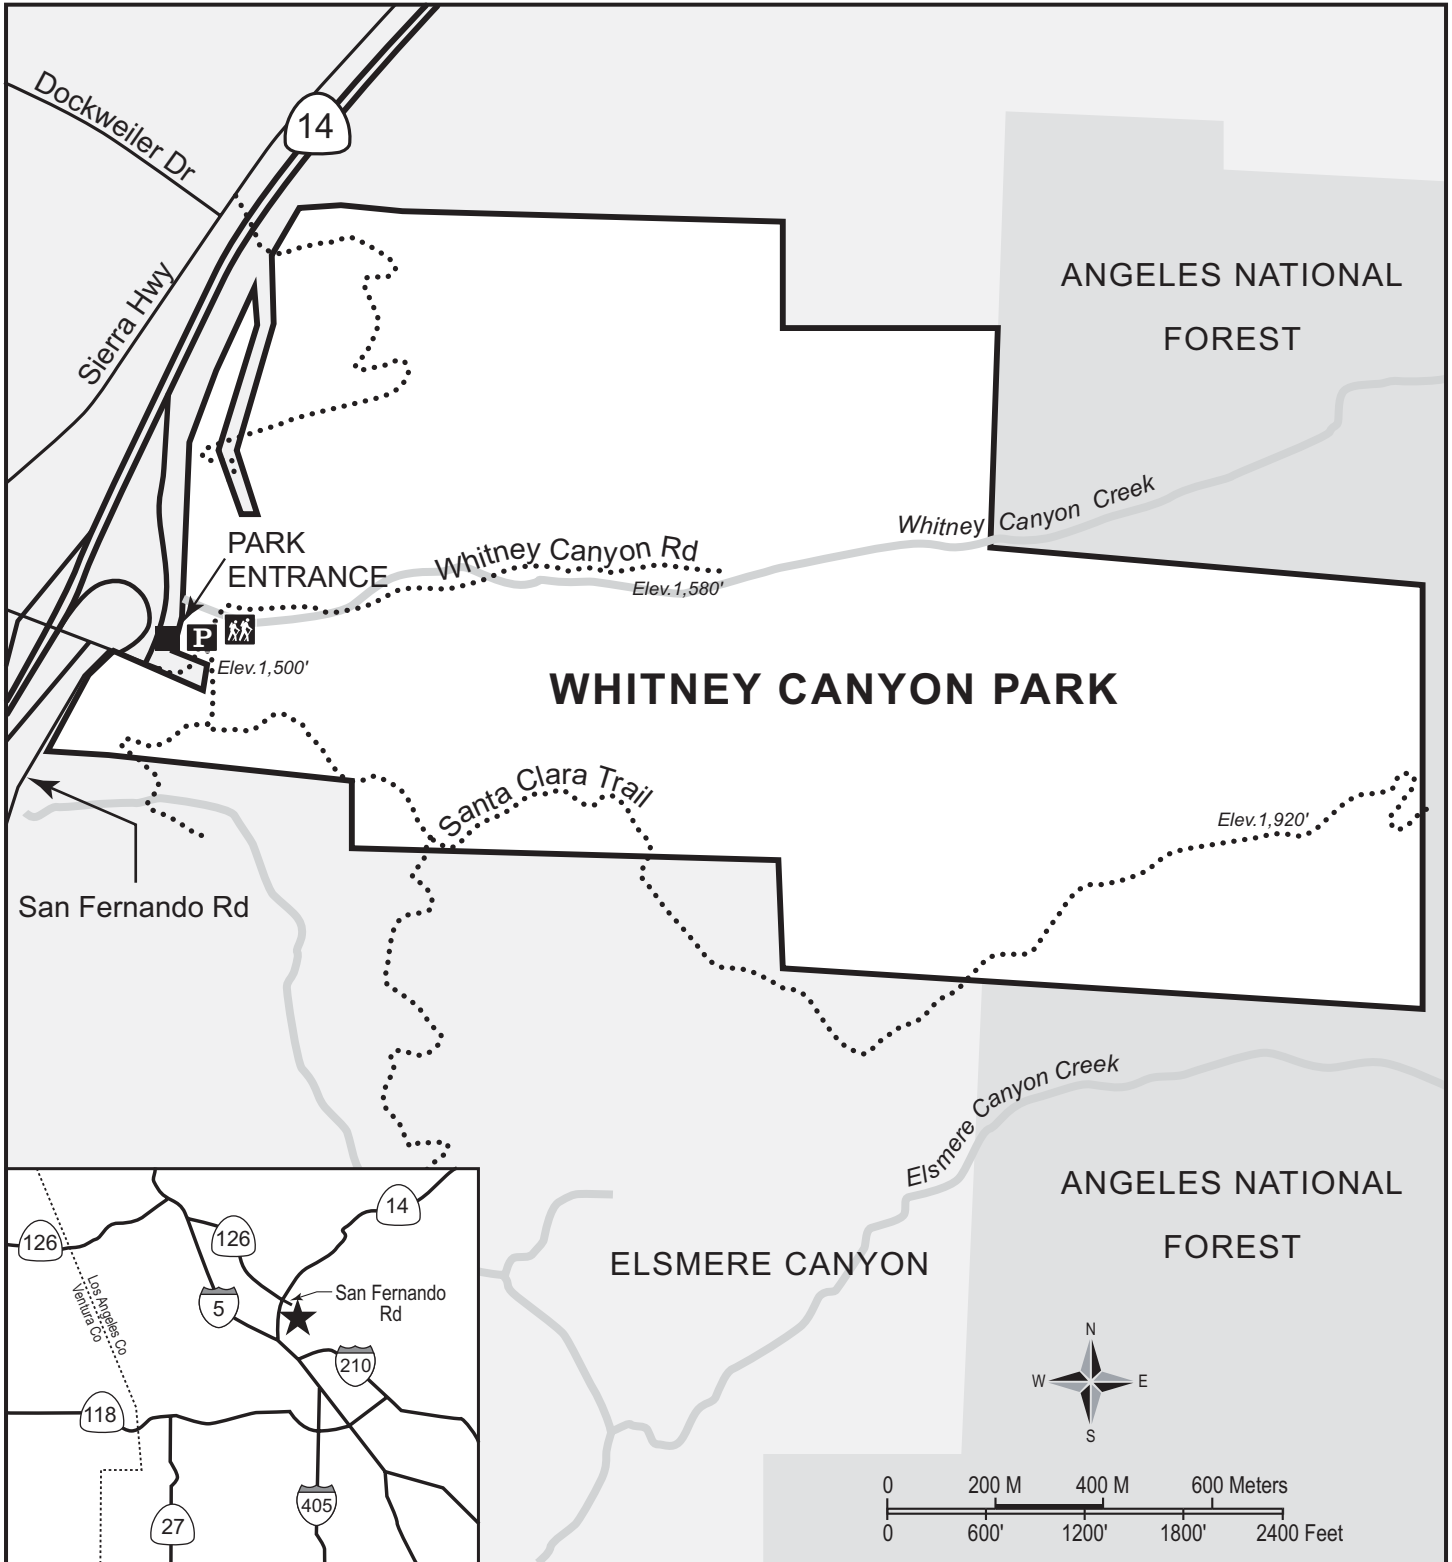 Dockweiler Dr
14
Sierra Hwy
ANGELES NATIONAL
FOREST
Whitney Canyon Creek
PARK
ENTRANCE
Whitney Canyon Rd
Elev.1,580'
P
Elev.1,500'
WHITNEY CANYON PARK
Santa Clara Trail
Elev.1,920'
San Fernando Rd
Elsmere Canyon Creek
ANGELES NATIONAL
FOREST
ELSMERE CANYON
14
126
126
Los Angeles Co
Ventura Co
5
San Fernando
Rd
210
118
405
27
N
W E
S
0 200 M 400 M 600 Meters
0 600' 1200' 1800' 2400 Feet